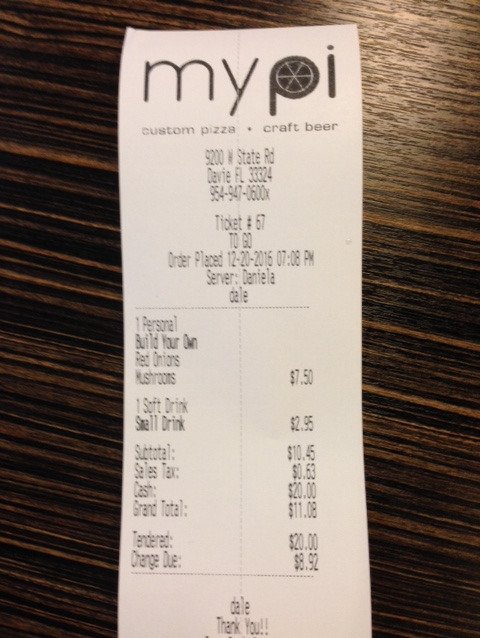 mypi
custom pizza • craft beer
9200 W State Rd
Davie FL 33324
954-947-0600x
Ticket # 67
TO GO
Order Placed 12-20-2016 07:08 PM
Server: Daniela
dale
1 Personal
Build Your Own
Red Onions
Mushrooms $7.50
1 Soft Drink
Small Drink $2.95
Subtotal: $10.45
Sales Tax: $0.63
Cash: $20.00
Grand Total: $11.08
Tendered: $20.00
Change Due: $8.92
dale
Thank You!!